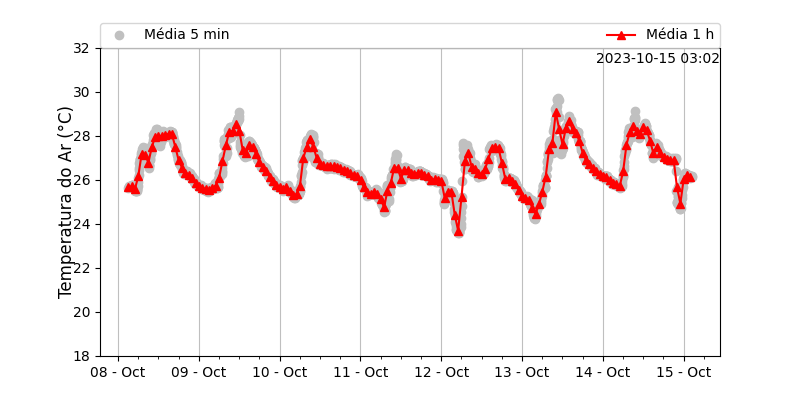 Média 5 min
Média 1 h
2023-10-15 03:02
Temperatura do Ar (°C)
32
30
28
26
24
22
20
18
08 - Oct
09 - Oct
10 - Oct
11 - Oct
12 - Oct
13 - Oct
14 - Oct
15 - Oct